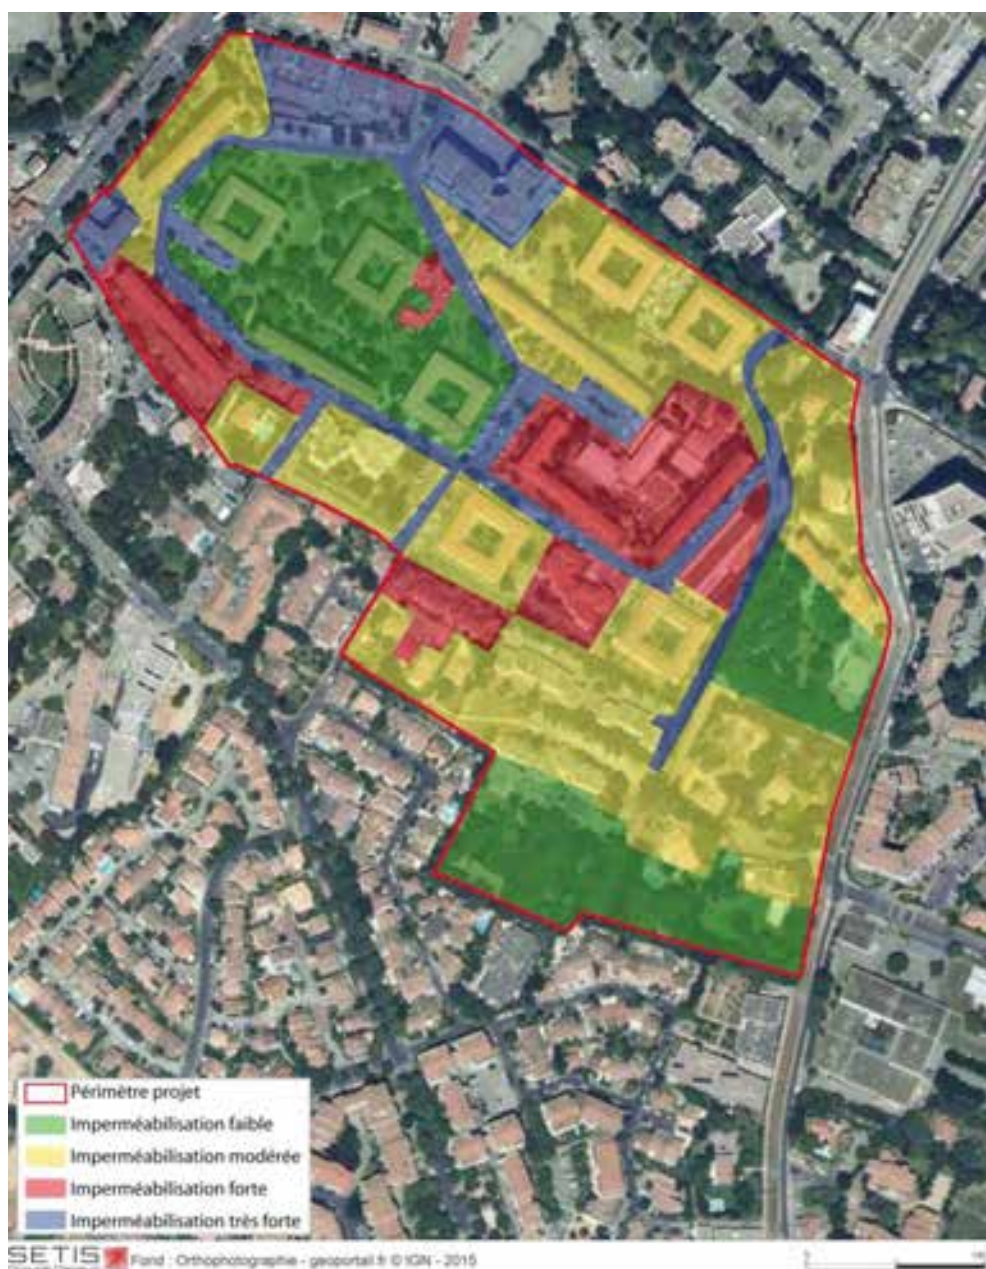 Périmètre projet
Imperméabilisation faible
Imperméabilisation modérée
Imperméabilisation forte
Imperméabilisation très forte
SETIS Fond : Orthophotographie - geoportail.fr © IGN - 2015